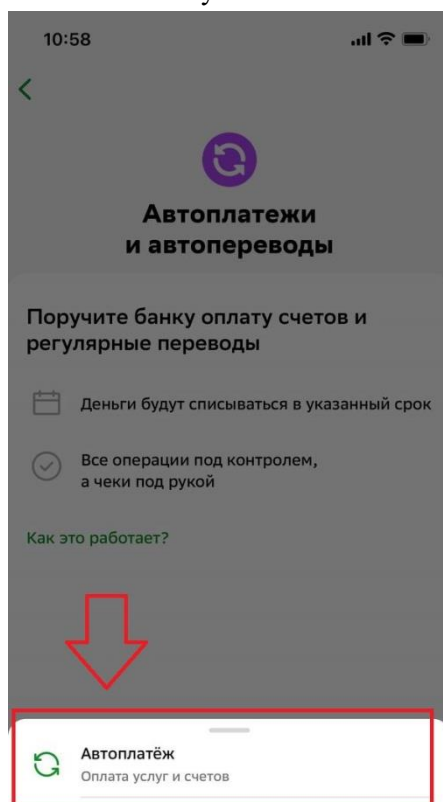 10:58
Автоплатежи
и автопереводы
Поручите банку оплату счетов и
регулярные переводы
Деньги будут списываться в указанный срок
Все операции под контролем,
а чеки под рукой
Как это работает?
Автоплатёж
Оплата услуг и счетов